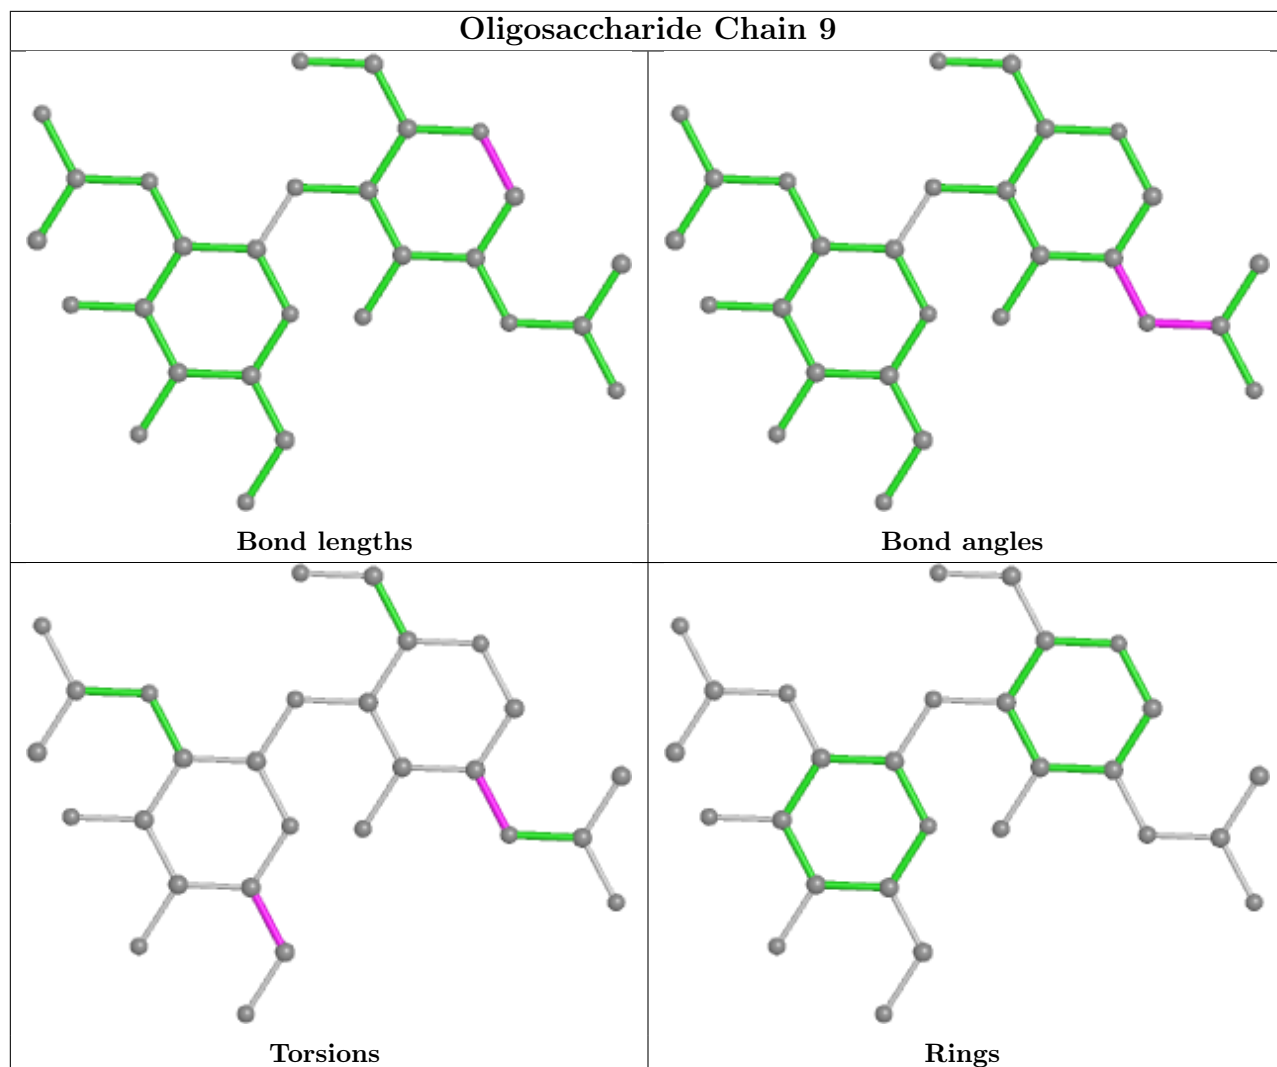 Oligosaccharide Chain 9
Bond lengths
Bond angles
Torsions
Rings